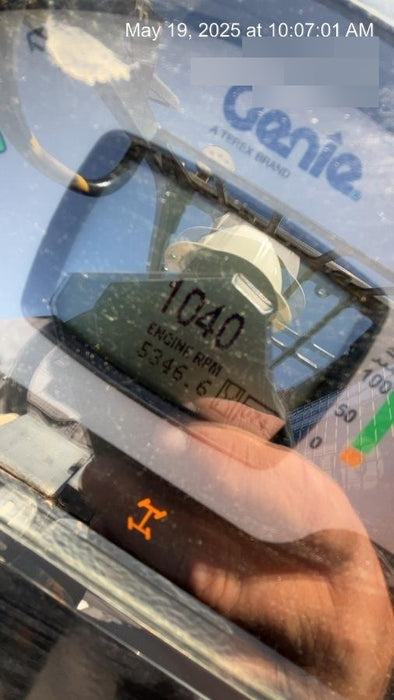 May 19, 2025 at 10:07:01 AM
Genie
A TEREX BRAND
1040
ENGINE RPM
5346.6
100
50
0